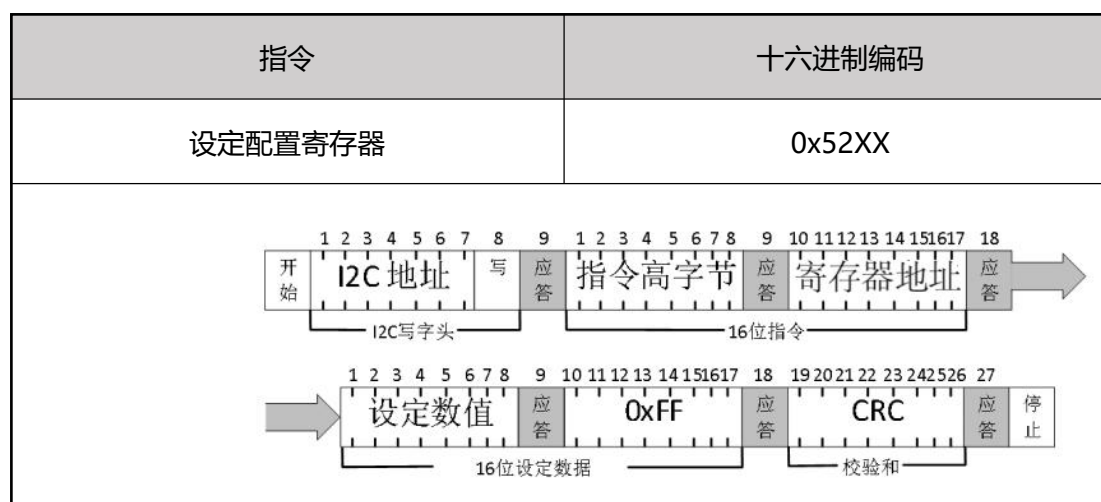 指令 十六进制编码
设定配置寄存器 0x52XX
1 2 3 4 5 6 7 8 9 1 2 3 4 5 6 7 8 9 10 11 12 13 14 15 16 17 18
开始 I2C 地址 写 应答 指令高字节 应答 寄存器地址 应答
I2C写字头 16位指令
1 2 3 4 5 6 7 8 9 10 11 12 13 14 15 16 17 18 19 20 21 22 23 24 25 26 27
设定数值 应答 0xFF 应答 CRC 应答 停止
16位设定数据 校验和